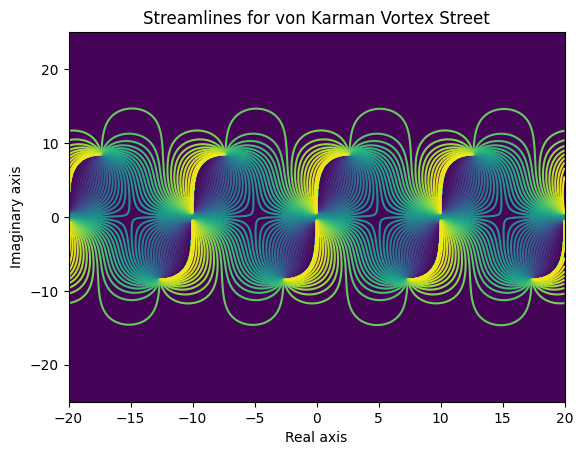 Streamlines for von Karman Vortex Street
Imaginary axis
20
10
0
−10
−20
−20 −15 −10 −5 0 5 10 15 20
Real axis